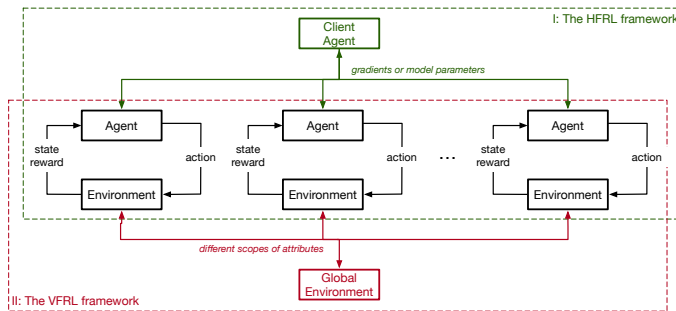 I: The HFRL framework
Client
Agent
gradients or model parameters
Agent
Agent
Agent
state
reward
action
state
reward
action
...
state
reward
action
Environment
Environment
Environment
different scopes of attributes
Global
Environment
II: The VFRL framework